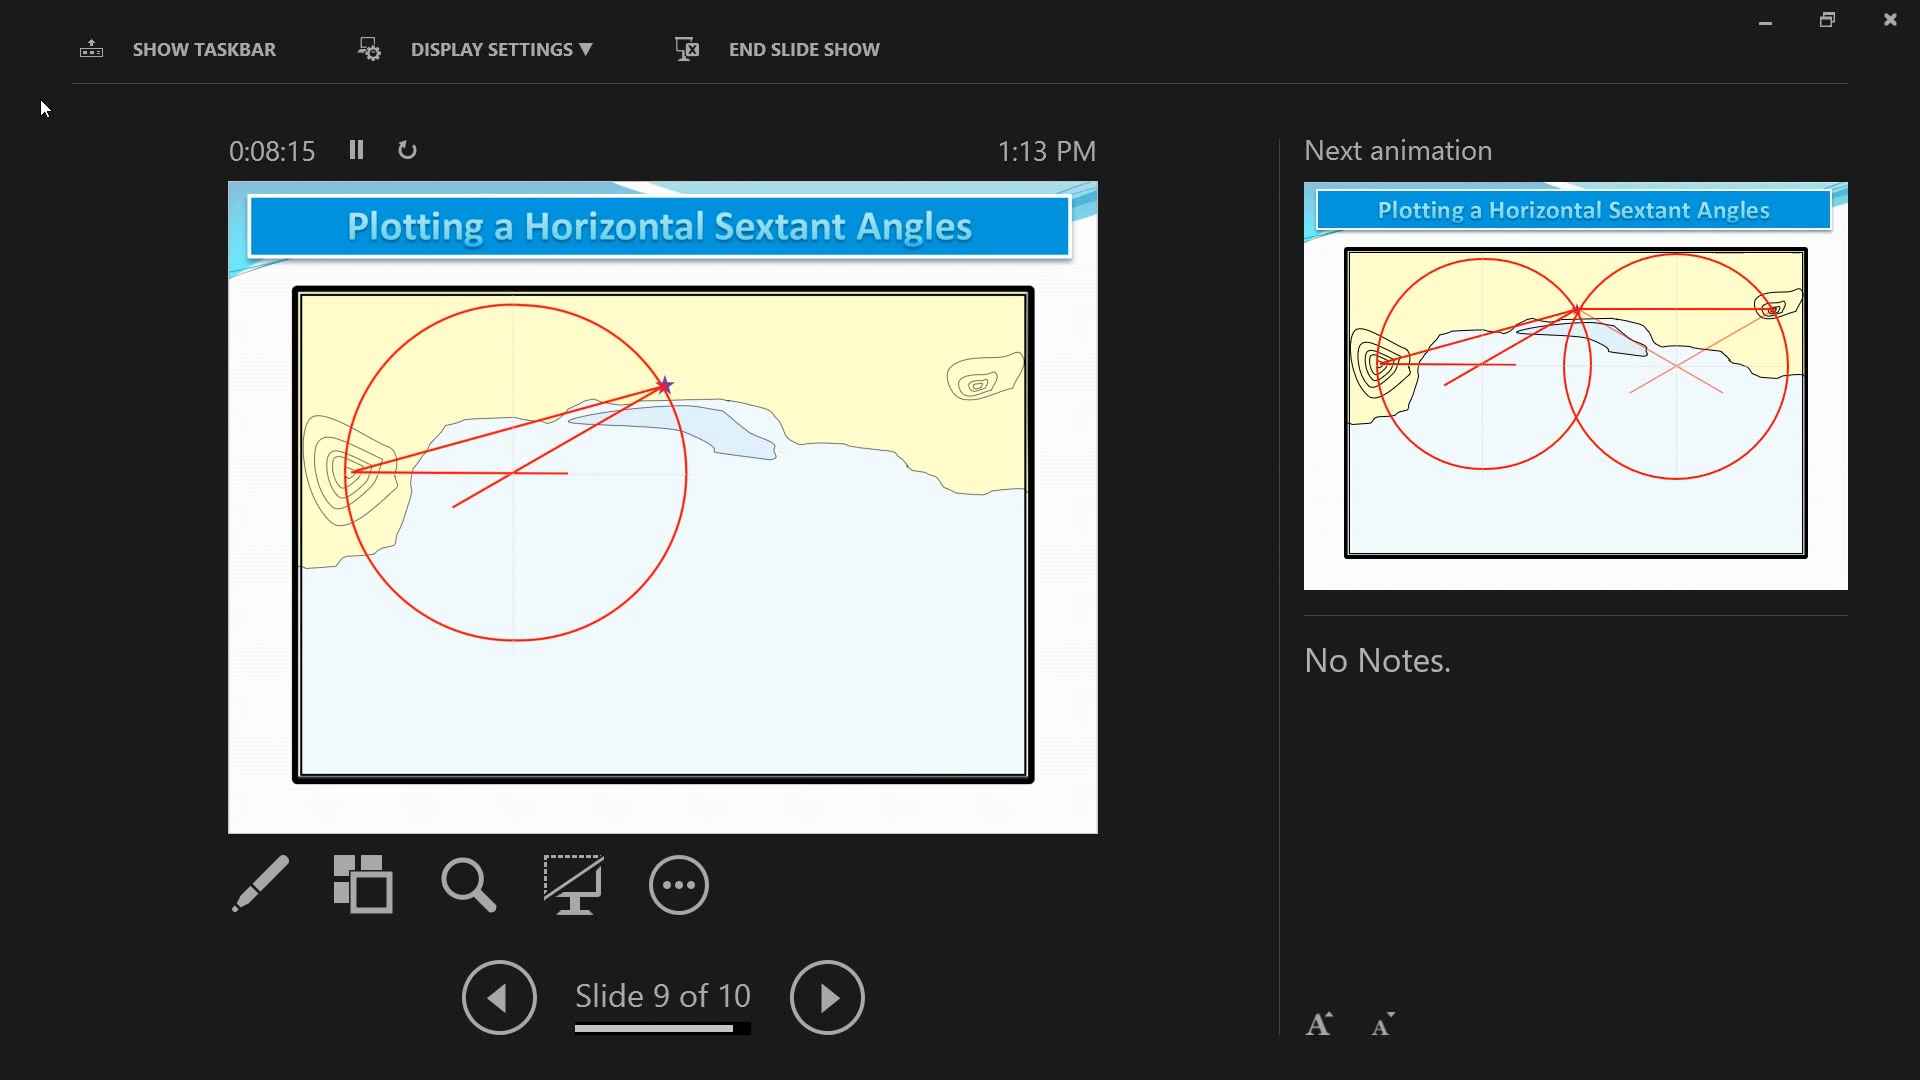 SHOW TASKBAR
DISPLAY SETTINGS ▼
END SLIDE SHOW
0:08:15
1:13 PM
Next animation
Plotting a Horizontal Sextant Angles
Plotting a Horizontal Sextant Angles
No Notes.
Slide 9 of 10
A A